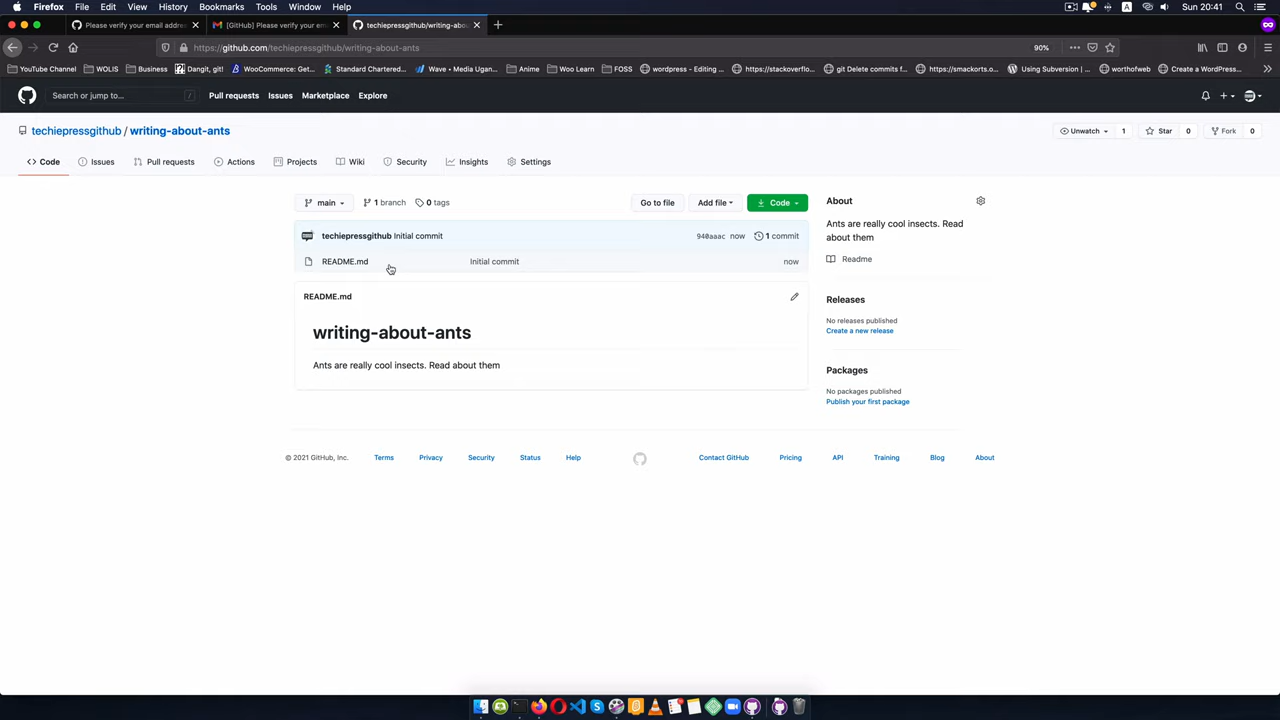 Firefox File Edit View History Bookmarks Tools Window Help A Sun 20:41
Please verify your email addre
[GitHub] Please verify your em
techiepressgithub/writing-abou
https://github.com/techiepressgithub/writing-about-ants 90%
YouTube Channel WOLIS Business Dangit, git! WooCommerce: Get... Standard Chartered... Wave • Media Ugan... Anime Woo Learn FOSS wordpress - Editing ... https://stackoverflo... git Delete commits f... https://smackorts.o... Using Subversion | ... worthofweb Create a WordPress...
Search or jump to... / Pull requests Issues Marketplace Explore
techiepressgithub / writing-about-ants Unwatch 1 Star 0 Fork 0
Code Issues Pull requests Actions Projects Wiki Security Insights Settings
main 1 branch 0 tags Go to file Add file Code
techiepressgithub Initial commit 940aaac now 1 commit
README.md Initial commit now
README.md
writing-about-ants
Ants are really cool insects. Read about them
About
Ants are really cool insects. Read
about them
Readme
Releases
No releases published
Create a new release
Packages
No packages published
Publish your first package
© 2021 GitHub, Inc. Terms Privacy Security Status Help Contact GitHub Pricing API Training Blog About